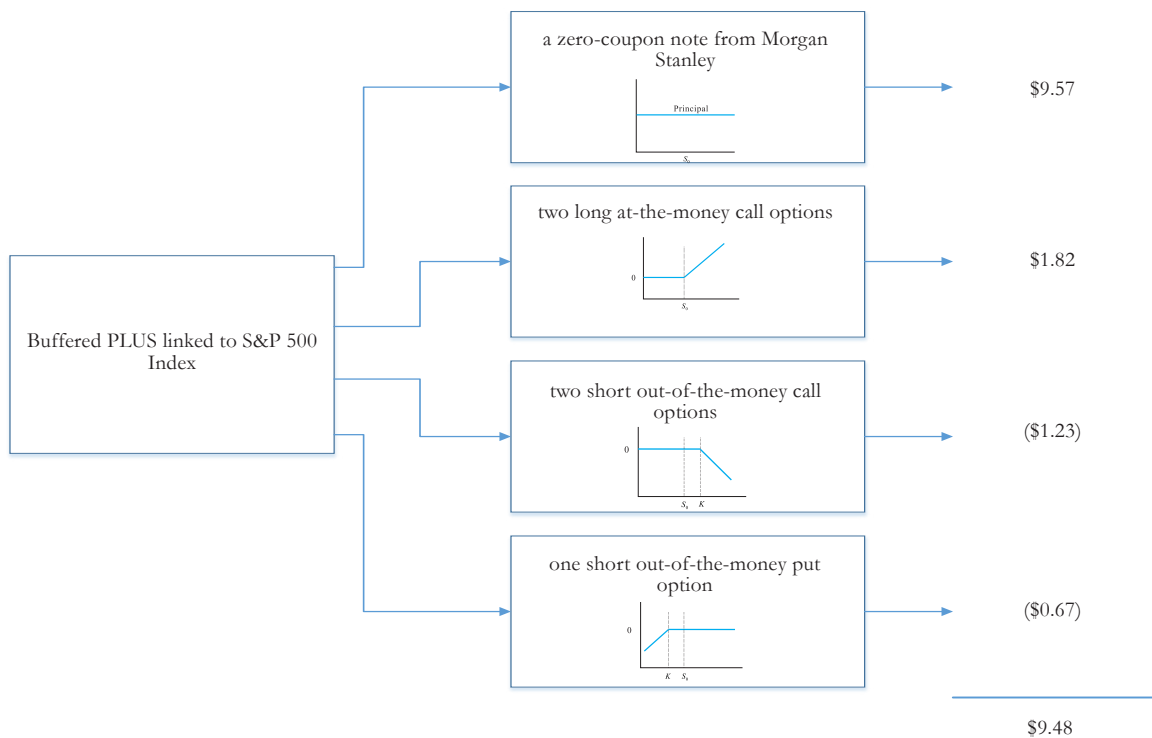 a zero-coupon note from Morgan
Stanley
Principal
S₀
$9.57
two long at-the-money call options
0
S₀
$1.82
Buffered PLUS linked to S&P 500
Index
two short out-of-the-money call
options
0
S₀ K
($1.23)
one short out-of-the-money put
option
0
K S₀
($0.67)
$9.48